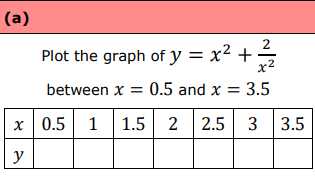 (a)
Plot the graph of y = x² + 2/x²
between x = 0.5 and x = 3.5
x 0.5 1 1.5 2 2.5 3 3.5
y